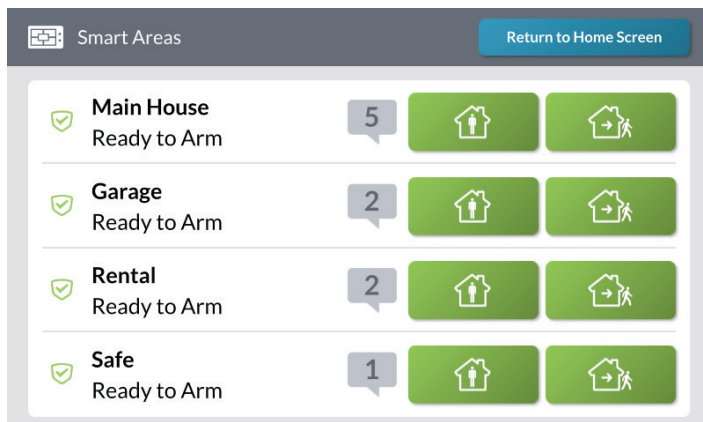 Smart Areas
Return to Home Screen
Main House
Ready to Arm
5
Garage
Ready to Arm
2
Rental
Ready to Arm
2
Safe
Ready to Arm
1